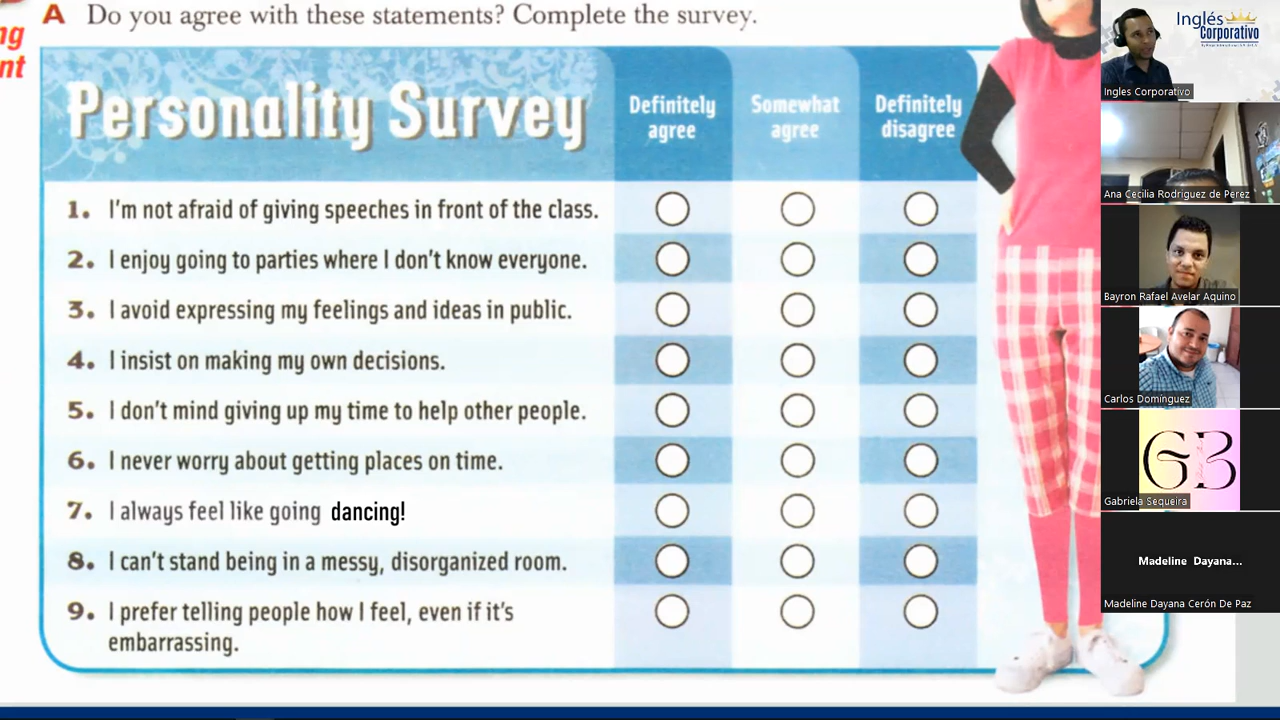 A Do you agree with these statements? Complete the survey.
ng
nt
Personality Survey
Definitely agree
Somewhat agree
Definitely disagree
1. I'm not afraid of giving speeches in front of the class.
2. I enjoy going to parties where I don't know everyone.
3. I avoid expressing my feelings and ideas in public.
4. I insist on making my own decisions.
5. I don't mind giving up my time to help other people.
6. I never worry about getting places on time.
7. I always feel like going dancing!
8. I can't stand being in a messy, disorganized room.
9. I prefer telling people how I feel, even if it's
embarrassing.
Inglés
Corporativo
Ingles Corporativo
Ana Cecilia Rodriguez de Perez
Bayron Rafael Avelar Aquino
Carlos Domínguez
GB
Gabriela Sequeira
Madeline Dayana...
Madeline Dayana Cerón De Paz